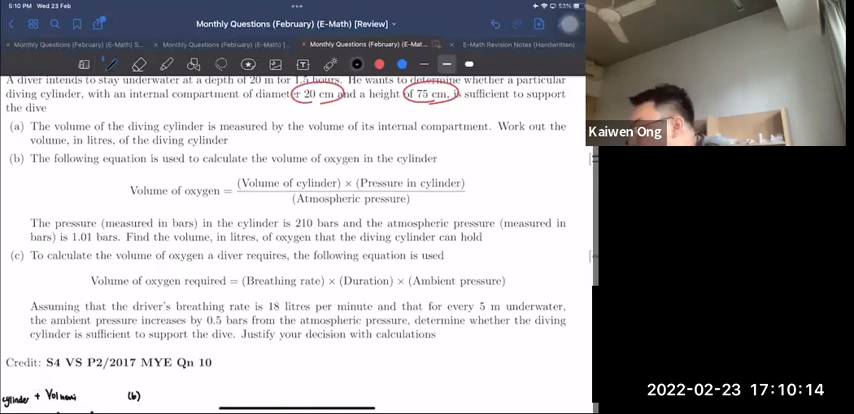 5:10 PM Wed 23 Feb
53%
Monthly Questions (February) (E-Math) [Review]
Monthly Questions [February] (E-Math) S...
Monthly Questions (February) (E-Math) [...
Monthly Questions (February) (E-Mat...
E-Math Revision Notes (Handwritten)
A diver intends to stay underwater at a depth of 20 m for 1.5 hours. He wants to determine whether a particular
diving cylinder, with an internal compartment of diameter 20 cm and a height of 75 cm, is sufficient to support
the dive
(a) The volume of the diving cylinder is measured by the volume of its internal compartment. Work out the
volume, in litres, of the diving cylinder
(b) The following equation is used to calculate the volume of oxygen in the cylinder
Volume of oxygen = (Volume of cylinder) × (Pressure in cylinder)
(Atmospheric pressure)
The pressure (measured in bars) in the cylinder is 210 bars and the atmospheric pressure (measured in
bars) is 1.01 bars. Find the volume, in litres, of oxygen that the diving cylinder can hold
(c) To calculate the volume of oxygen a diver requires, the following equation is used
Volume of oxygen required = (Breathing rate) × (Duration) × (Ambient pressure)
Assuming that the driver's breathing rate is 18 litres per minute and that for every 5 m underwater,
the ambient pressure increases by 0.5 bars from the atmospheric pressure, determine whether the diving
cylinder is sufficient to support the dive. Justify your decision with calculations
Credit: S4 VS P2/2017 MYE Qn 10
cylinder + (b)
Kaiwen Ong
2022-02-23 17:10:14